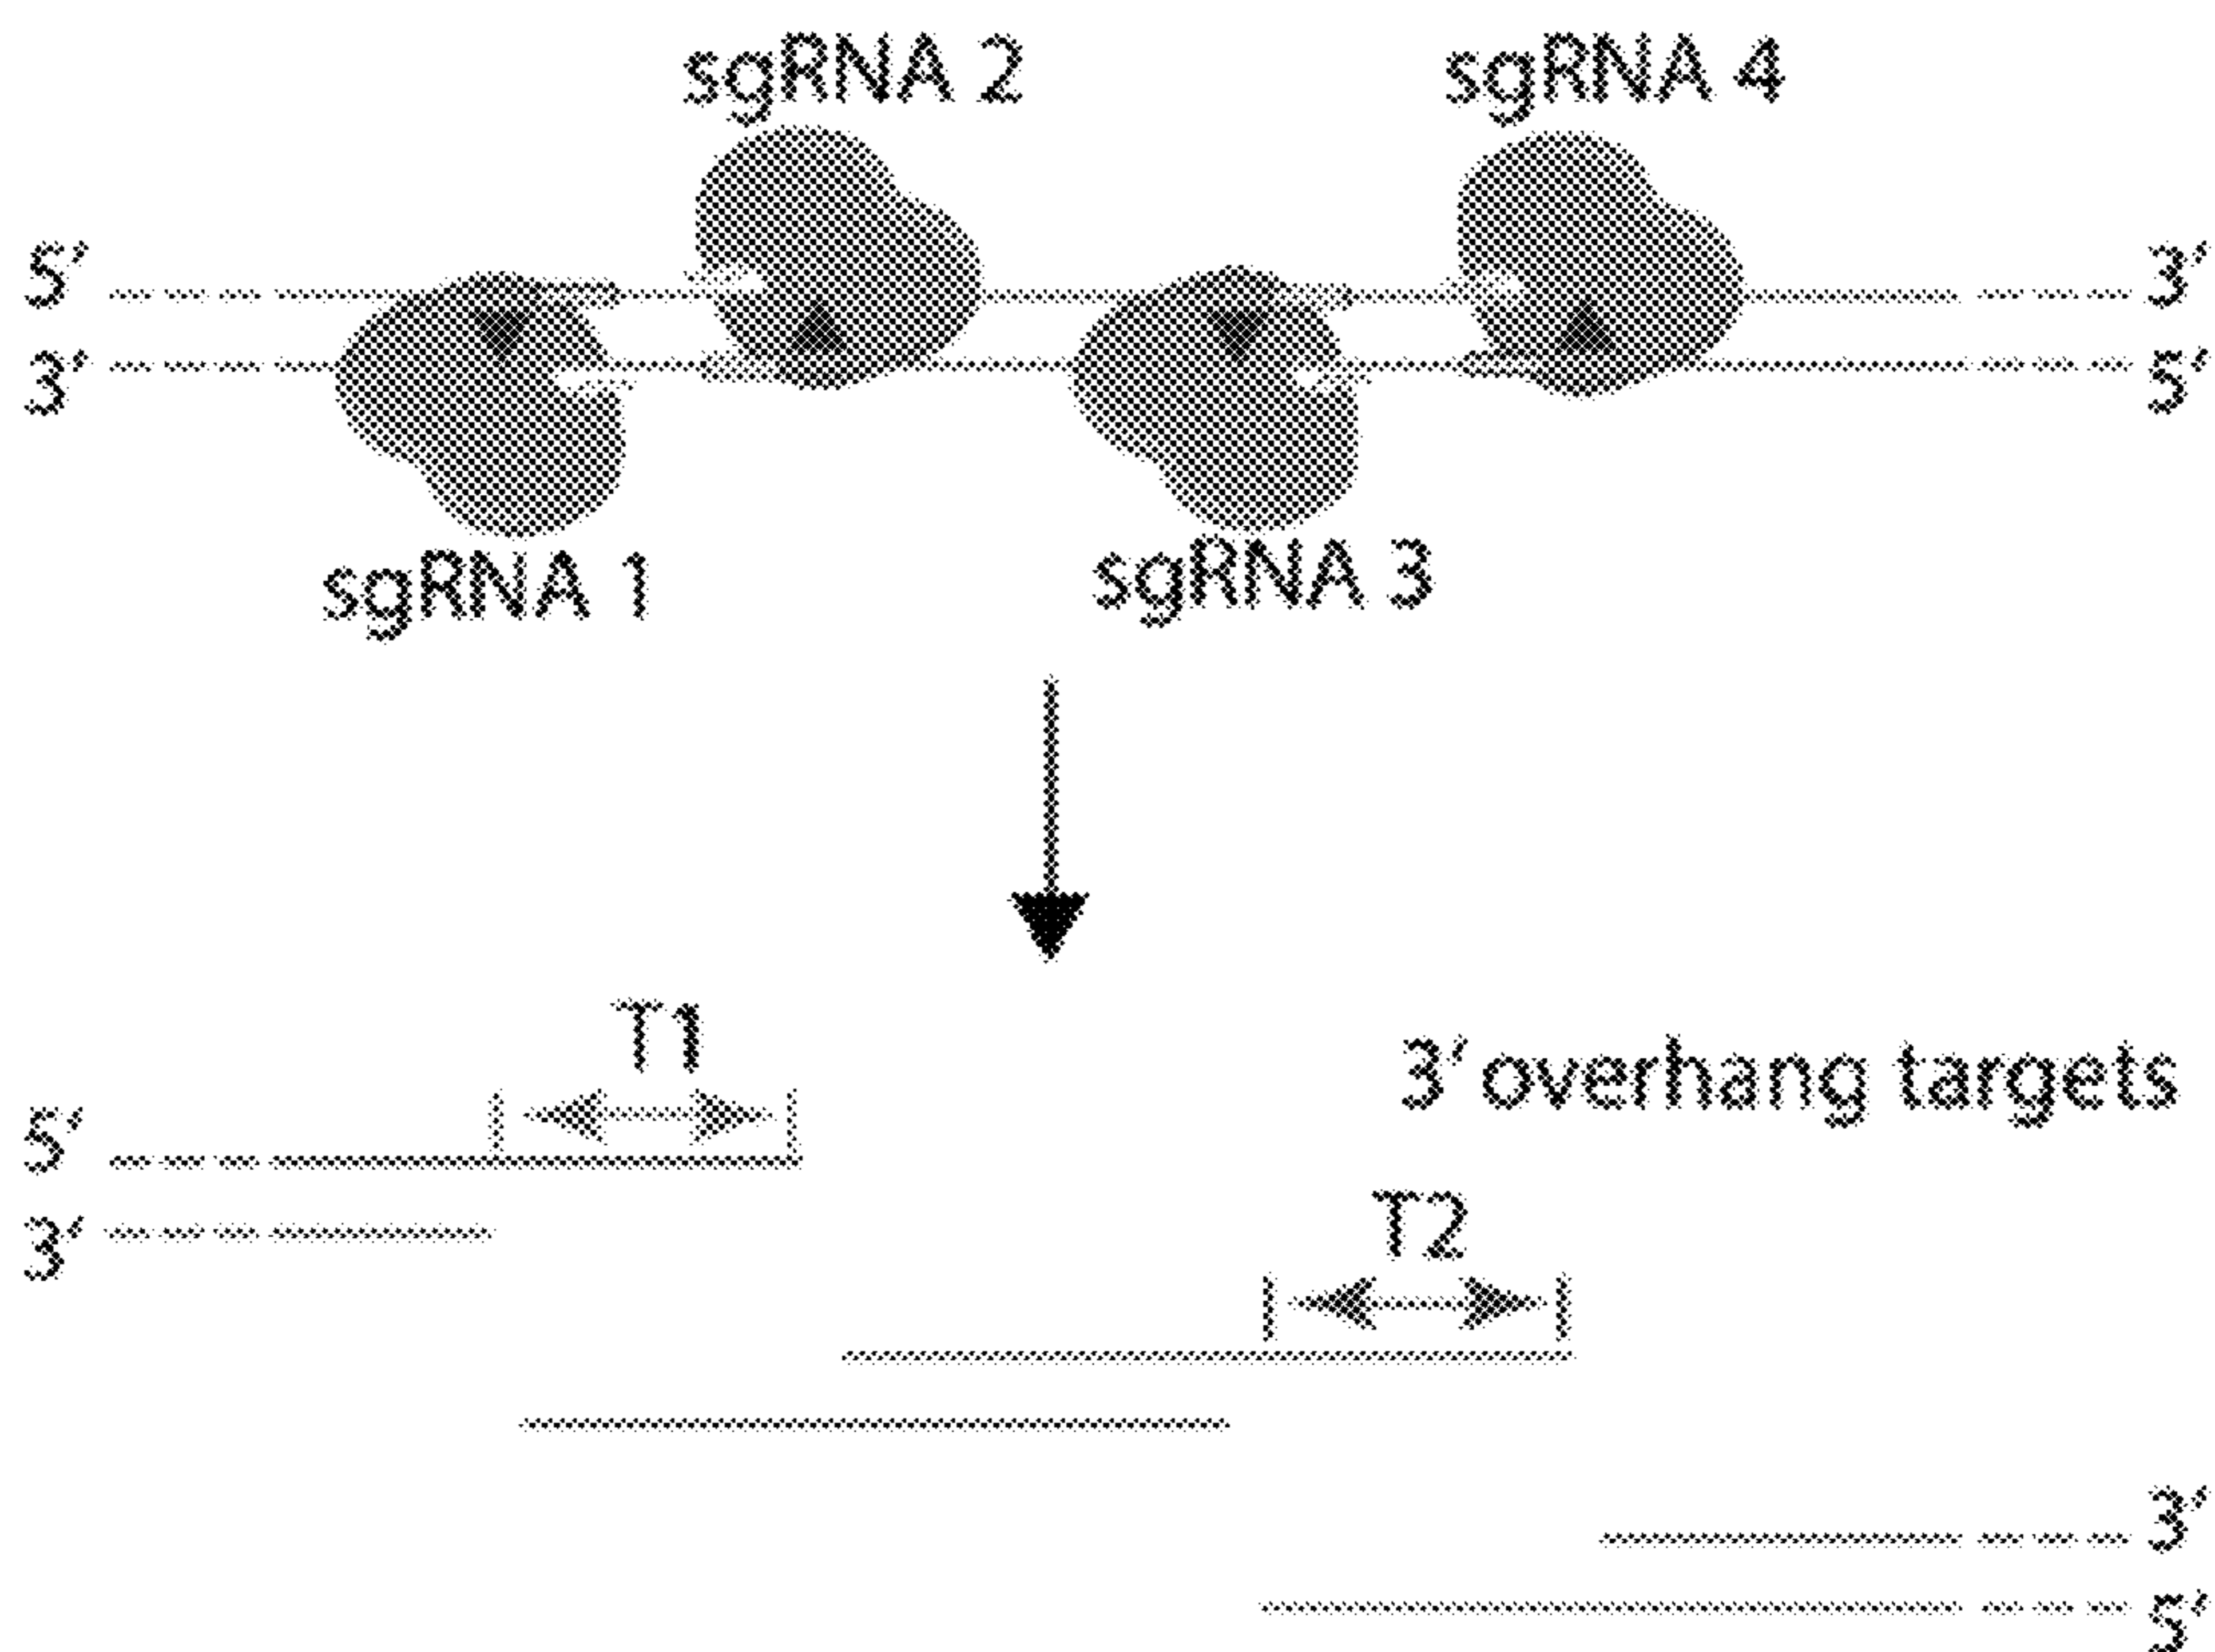 sgRNA 2 sgRNA 4
5′ 3′
3′ 5′
sgRNA 1 sgRNA 3
T1
3′ overhang targets
5′
T2
3′
3′
5′